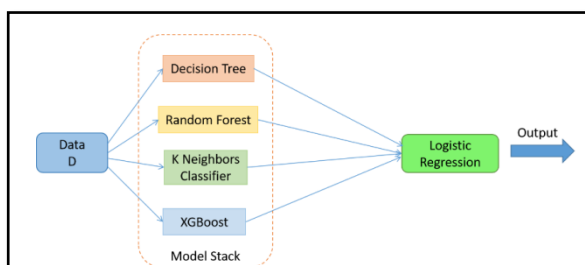 Decision Tree
Random Forest
Data
D
K Neighbors
Classifier
XGBoost
Model Stack
Logistic
Regression
Output